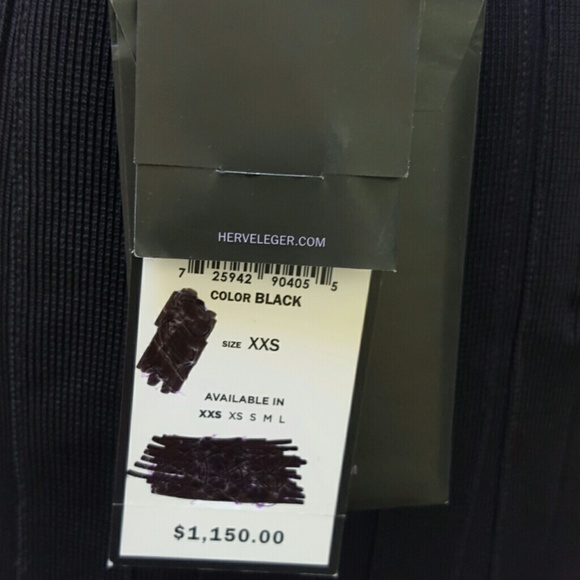 HERVELEGER.COM
7 25942 90405 5
COLOR BLACK
SIZE XXS
AVAILABLE IN
XXS XS S M L
$1,150.00